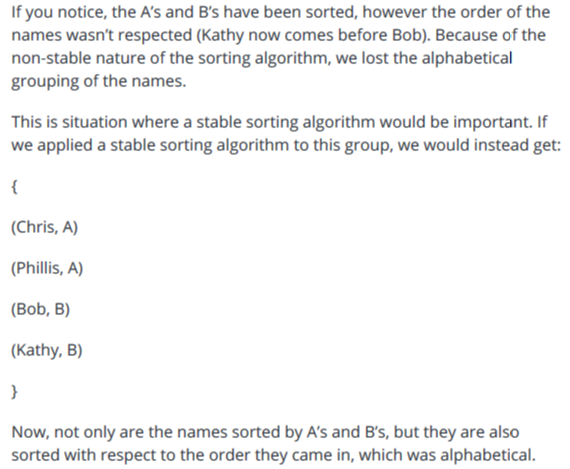 If you notice, the A's and B's have been sorted, however the order of the
names wasn't respected (Kathy now comes before Bob). Because of the
non-stable nature of the sorting algorithm, we lost the alphabetical
grouping of the names.
This is situation where a stable sorting algorithm would be important. If
we applied a stable sorting algorithm to this group, we would instead get:
{
(Chris, A)
(Phillis, A)
(Bob, B)
(Kathy, B)
}
Now, not only are the names sorted by A's and B's, but they are also
sorted with respect to the order they came in, which was alphabetical.